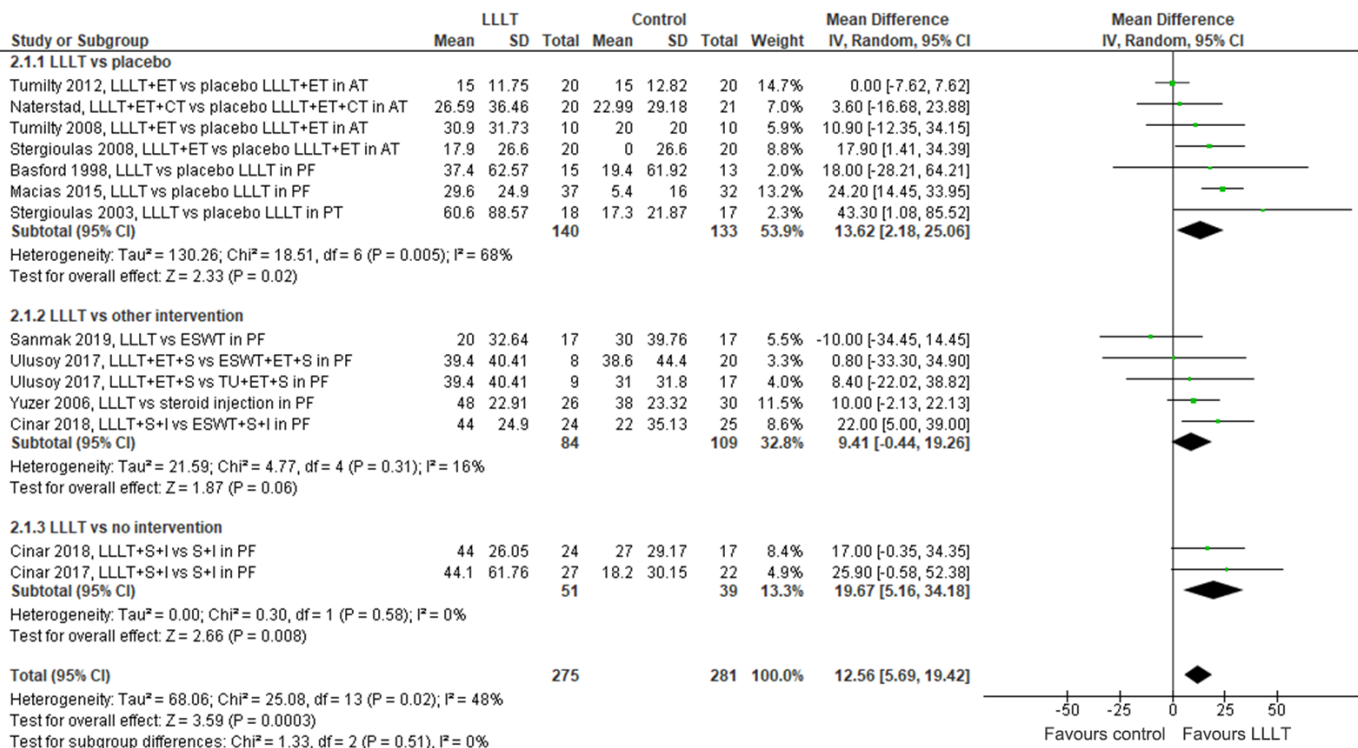 LLLT Control Mean Difference Mean Difference
Study or Subgroup Mean SD Total Mean SD Total Weight IV, Random, 95% CI IV, Random, 95% CI
2.1.1 LLLT vs placebo
Tumilty 2012, LLLT+ET vs placebo LLLT+ET in AT 15 11.75 20 15 12.82 20 14.7% 0.00 [-7.62, 7.62]
Naterstad, LLLT+ET+CT vs placebo LLLT+ET+CT in AT 26.59 36.46 20 22.99 29.18 21 7.0% 3.60 [-16.68, 23.88]
Tumilty 2008, LLLT+ET vs placebo LLLT+ET in AT 30.9 31.73 10 20 20 10 5.9% 10.90 [-12.35, 34.15]
Stergioulas 2008, LLLT+ET vs placebo LLLT+ET in AT 17.9 26.6 20 0 26.6 20 8.8% 17.90 [1.41, 34.39]
Basford 1998, LLLT vs placebo LLLT in PF 37.4 62.57 15 19.4 61.92 13 2.0% 18.00 [-28.21, 64.21]
Macias 2015, LLLT vs placebo LLLT in PF 29.6 24.9 37 5.4 16 32 13.2% 24.20 [14.45, 33.95]
Stergioulas 2003, LLLT vs placebo LLLT in PT 60.6 88.57 18 17.3 21.87 17 2.3% 43.30 [1.08, 85.52]
Subtotal (95% CI) 140 133 53.9% 13.62 [2.18, 25.06]
Heterogeneity: Tau² = 130.26; Chi² = 18.51, df = 6 (P = 0.005); I² = 68%
Test for overall effect: Z = 2.33 (P = 0.02)
2.1.2 LLLT vs other intervention
Sanmak 2019, LLLT vs ESWT in PF 20 32.64 17 30 39.76 17 5.5% -10.00 [-34.45, 14.45]
Ulusoy 2017, LLLT+ET+S vs ESWT+ET+S in PF 39.4 40.41 8 38.6 44.4 20 3.3% 0.80 [-33.30, 34.90]
Ulusoy 2017, LLLT+ET+S vs TU+ET+S in PF 39.4 40.41 9 31 31.8 17 4.0% 8.40 [-22.02, 38.82]
Yuzer 2006, LLLT vs steroid injection in PF 48 22.91 26 38 23.32 30 11.5% 10.00 [-2.13, 22.13]
Cinar 2018, LLLT+S+I vs ESWT+S+I in PF 44 24.9 24 22 35.13 25 8.6% 22.00 [5.00, 39.00]
Subtotal (95% CI) 84 109 32.8% 9.41 [-0.44, 19.26]
Heterogeneity: Tau² = 21.59; Chi² = 4.77, df = 4 (P = 0.31); I² = 16%
Test for overall effect: Z = 1.87 (P = 0.06)
2.1.3 LLLT vs no intervention
Cinar 2018, LLLT+S+I vs S+I in PF 44 26.05 24 27 29.17 17 8.4% 17.00 [-0.35, 34.35]
Cinar 2017, LLLT+S+I vs S+I in PF 44.1 61.76 27 18.2 30.15 22 4.9% 25.90 [-0.58, 52.38]
Subtotal (95% CI) 51 39 13.3% 19.67 [5.16, 34.18]
Heterogeneity: Tau² = 0.00; Chi² = 0.30, df = 1 (P = 0.58); I² = 0%
Test for overall effect: Z = 2.66 (P = 0.008)
Total (95% CI) 275 281 100.0% 12.56 [5.69, 19.42]
Heterogeneity: Tau² = 68.06; Chi² = 25.08, df = 13 (P = 0.02); I² = 48%
Test for overall effect: Z = 3.59 (P = 0.0003)
Test for subgroup differences: Chi² = 1.33, df = 2 (P = 0.51), I² = 0%
-50 -25 0 25 50
Favours control Favours LLLT